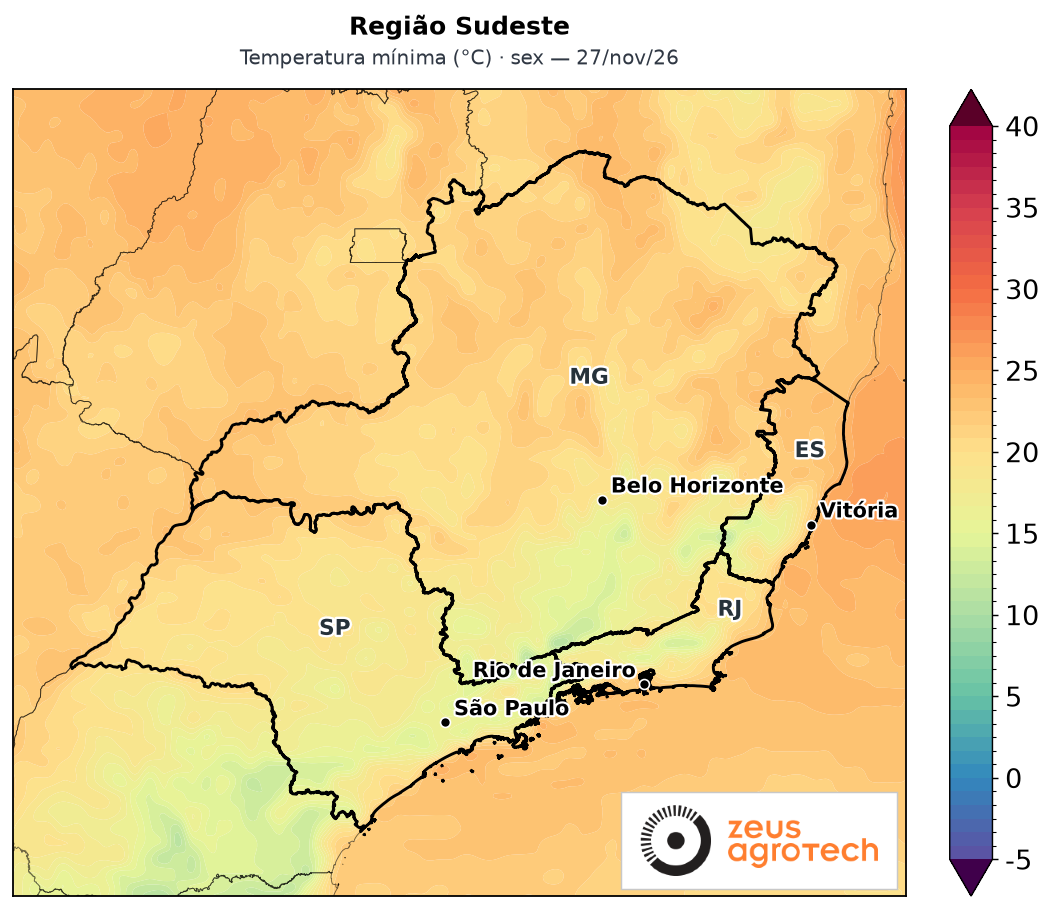 Região Sudeste
Temperatura mínima (°C) · sex — 27/nov/26
40
35
30
25
20
15
10
5
0
-5
MG
ES
Belo Horizonte
Vitória
RJ
SP
Rio de Janeiro
São Paulo
zeus
agrotech